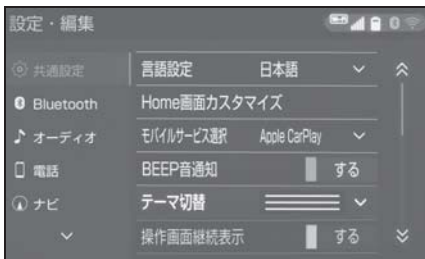 設定・編集
0
共通設定
言語設定 日本語
Bluetooth
Home画面カスタマイズ
オーディオ
モバイルサービス選択 Apple CarPlay
電話
BEEP音通知 する
ナビ
テーマ切替
操作画面継続表示 する